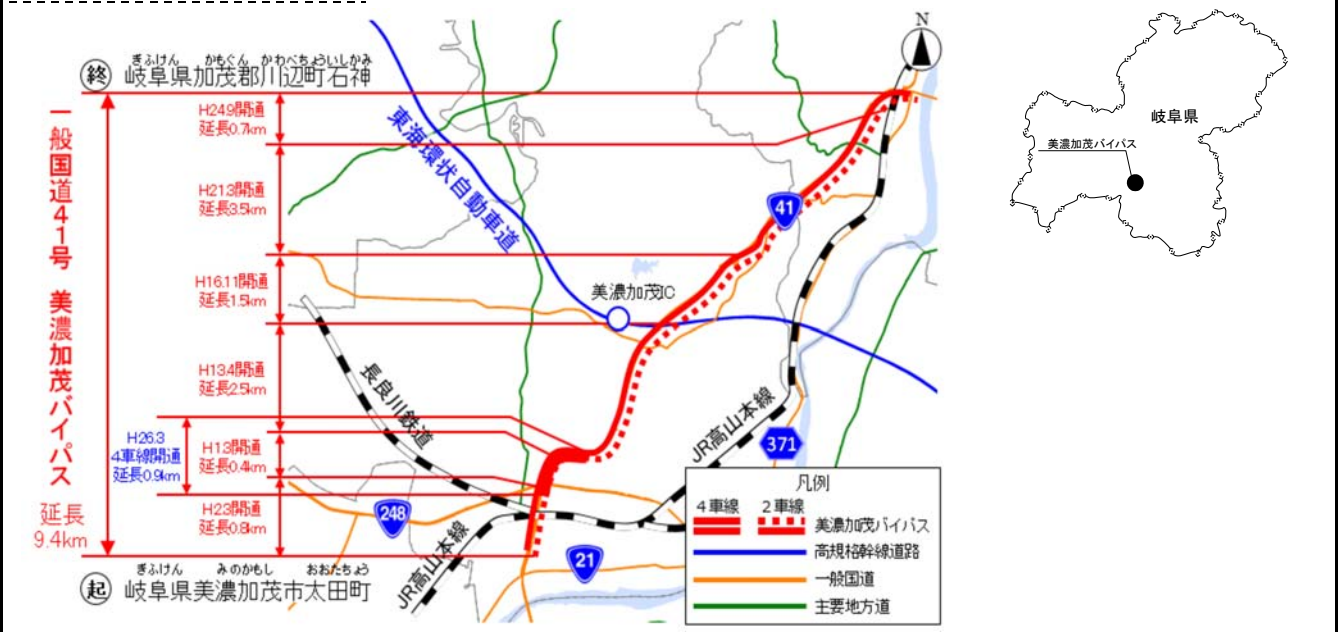 ぎふけん かもぐん かわべちょういしかみ
終 岐阜県加茂郡川辺町石神
一般国道41号 美濃加茂バイパス
延長
9.4km
H24.9開通
延長0.7km
H21.3開通
延長3.5km
H16.11開通
延長1.5km
H13.4開通
延長2.5km
H26.3
4車線開通
延長0.9km
H13開通
延長0.4km
H23開通
延長0.8km
ぎふけん みのかもし おおたちょう
起 岐阜県美濃加茂市太田町
東海環状自動車道
美濃加茂IC
長良川鉄道
JR高山本線
JR高山本線
41
248
21
371
N
凡例
4車線 2車線
美濃加茂バイパス
高規格幹線道路
一般国道
主要地方道
岐阜県
美濃加茂バイパス